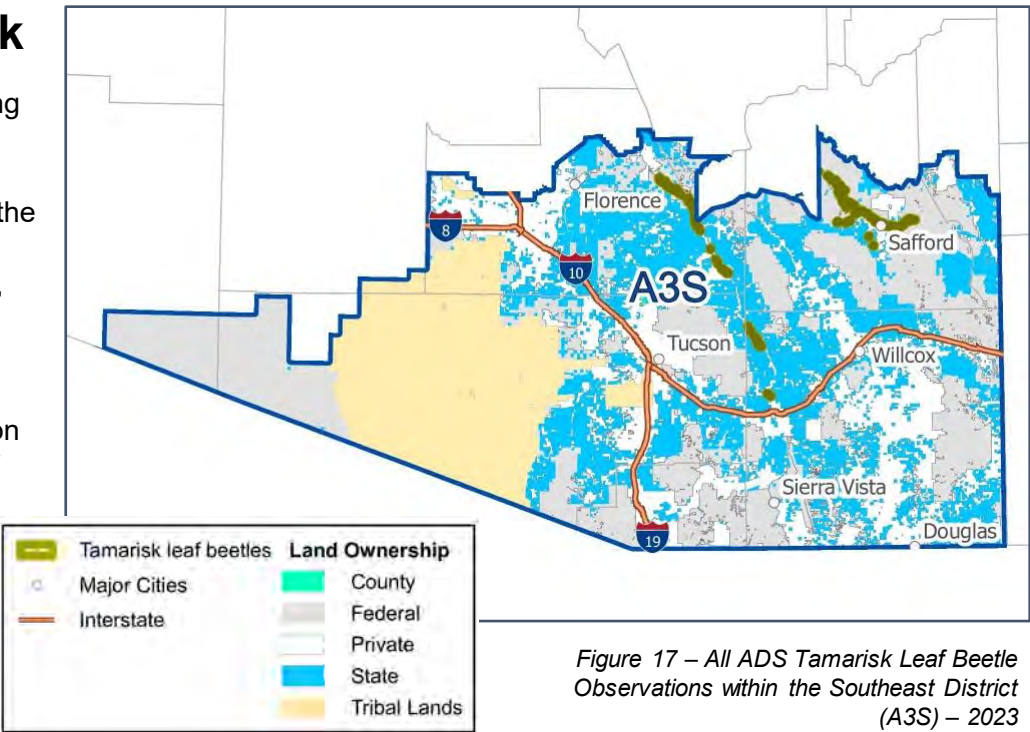 k
ng
the
on
8
Florence
10
A3S
Safford
Tucson
Willcox
Sierra Vista
Douglas
19
Tamarisk leaf beetles
Major Cities
Interstate
Land Ownership
County
Federal
Private
State
Tribal Lands
Figure 17 – All ADS Tamarisk Leaf Beetle
Observations within the Southeast District
(A3S) – 2023